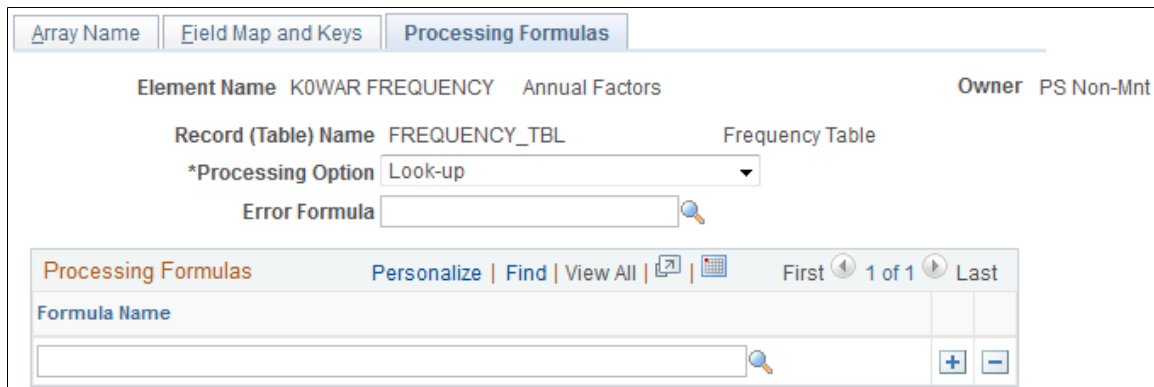 Array Name Field Map and Keys Processing Formulas
Element Name K0WAR FREQUENCY Annual Factors Owner PS Non-Mnt
Record (Table) Name FREQUENCY_TBL Frequency Table
*Processing Option Look-up
Error Formula
Processing Formulas Personalize | Find | View All | | First 1 of 1 Last
Formula Name